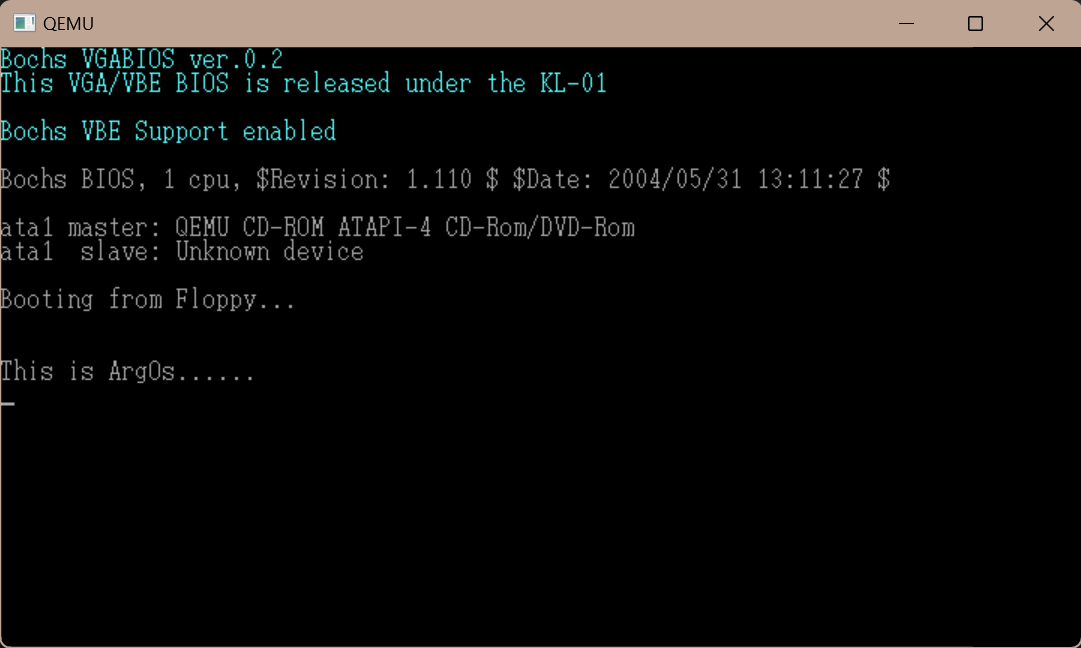 QEMU
Bochs VGABIOS ver.0.2
This VGA/VBE BIOS is released under the KL-01
Bochs VBE Support enabled
Bochs BIOS, 1 cpu, $Revision: 1.110 $ $Date: 2004/05/31 13:11:27 $
ata1 master: QEMU CD-ROM ATAPI-4 CD-Rom/DVD-Rom
ata1  slave: Unknown device
Booting from Floppy...
This is ArgOs......